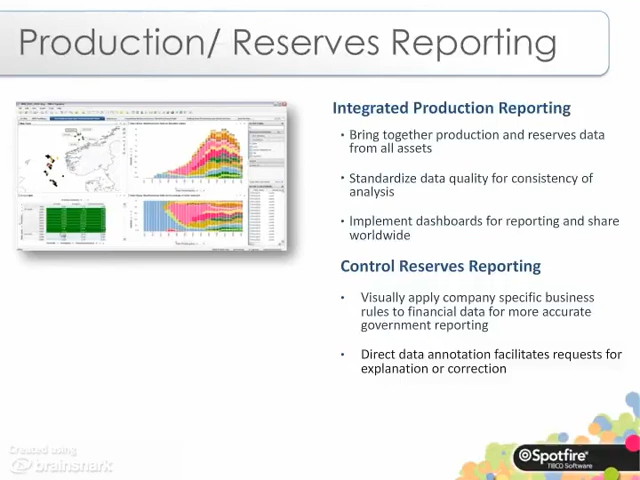 Production/ Reserves Reporting
Integrated Production Reporting
• Bring together production and reserves data
from all assets
• Standardize data quality for consistency of
analysis
• Implement dashboards for reporting and share
worldwide
Control Reserves Reporting
• Visually apply company specific business
rules to financial data for more accurate
government reporting
• Direct data annotation facilitates requests for
explanation or correction
Created using
brainshark
Spotfire®
TIBCO Software